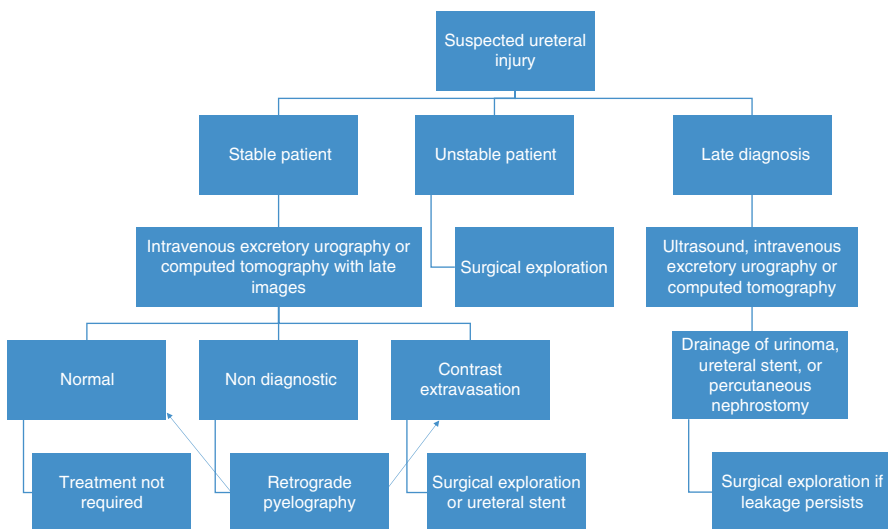 Suspected ureteral
injury
Stable patient
Unstable patient
Late diagnosis
Intravenous excretory urography or
computed tomography with late
images
Surgical exploration
Ultrasound, intravenous
excretory urography or
computed tomography
Normal
Non diagnostic
Contrast
extravasation
Drainage of urinoma,
ureteral stent, or
percutaneous
nephrostomy
Treatment not
required
Retrograde
pyelography
Surgical exploration
or ureteral stent
Surgical exploration if
leakage persists